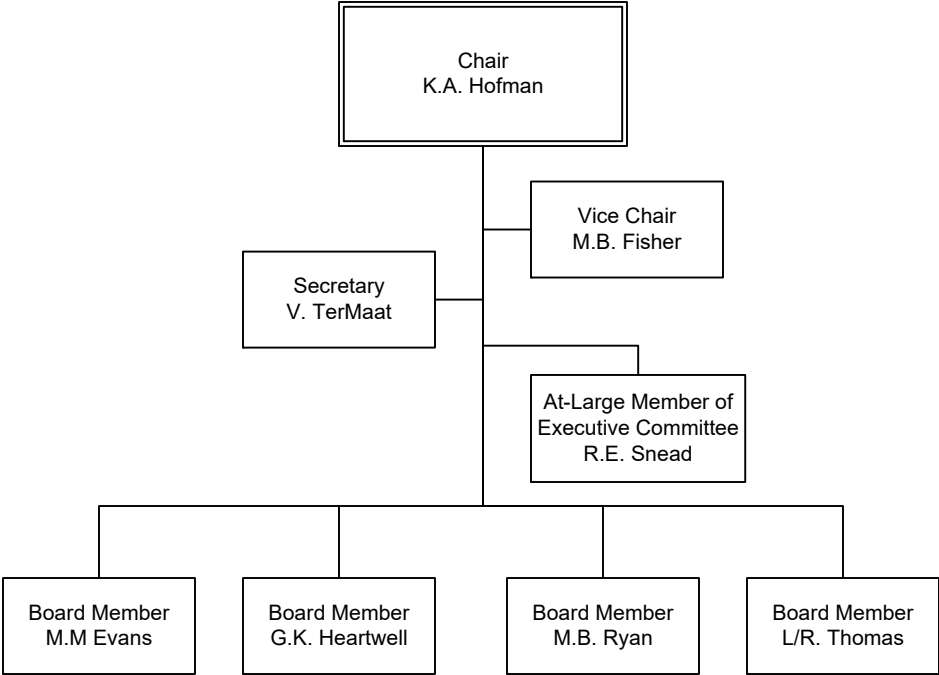 Chair
K.A. Hofman
Vice Chair
M.B. Fisher
Secretary
V. TerMaat
At-Large Member of
Executive Committee
R.E. Snead
Board Member
M.M Evans
Board Member
G.K. Heartwell
Board Member
M.B. Ryan
Board Member
L/R. Thomas